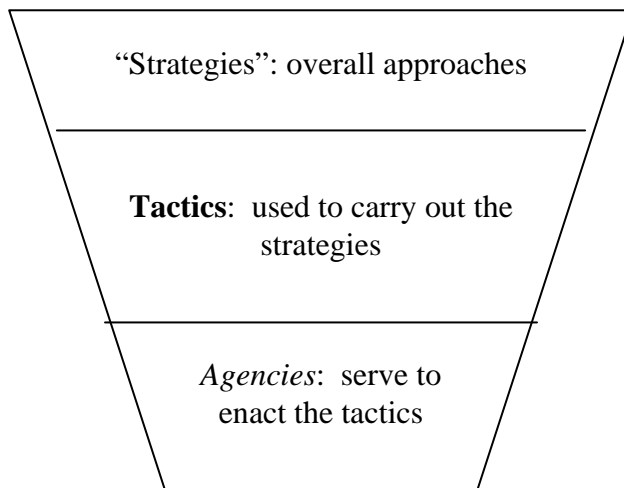 “Strategies”: overall approaches
Tactics: used to carry out the
strategies
Agencies: serve to
enact the tactics